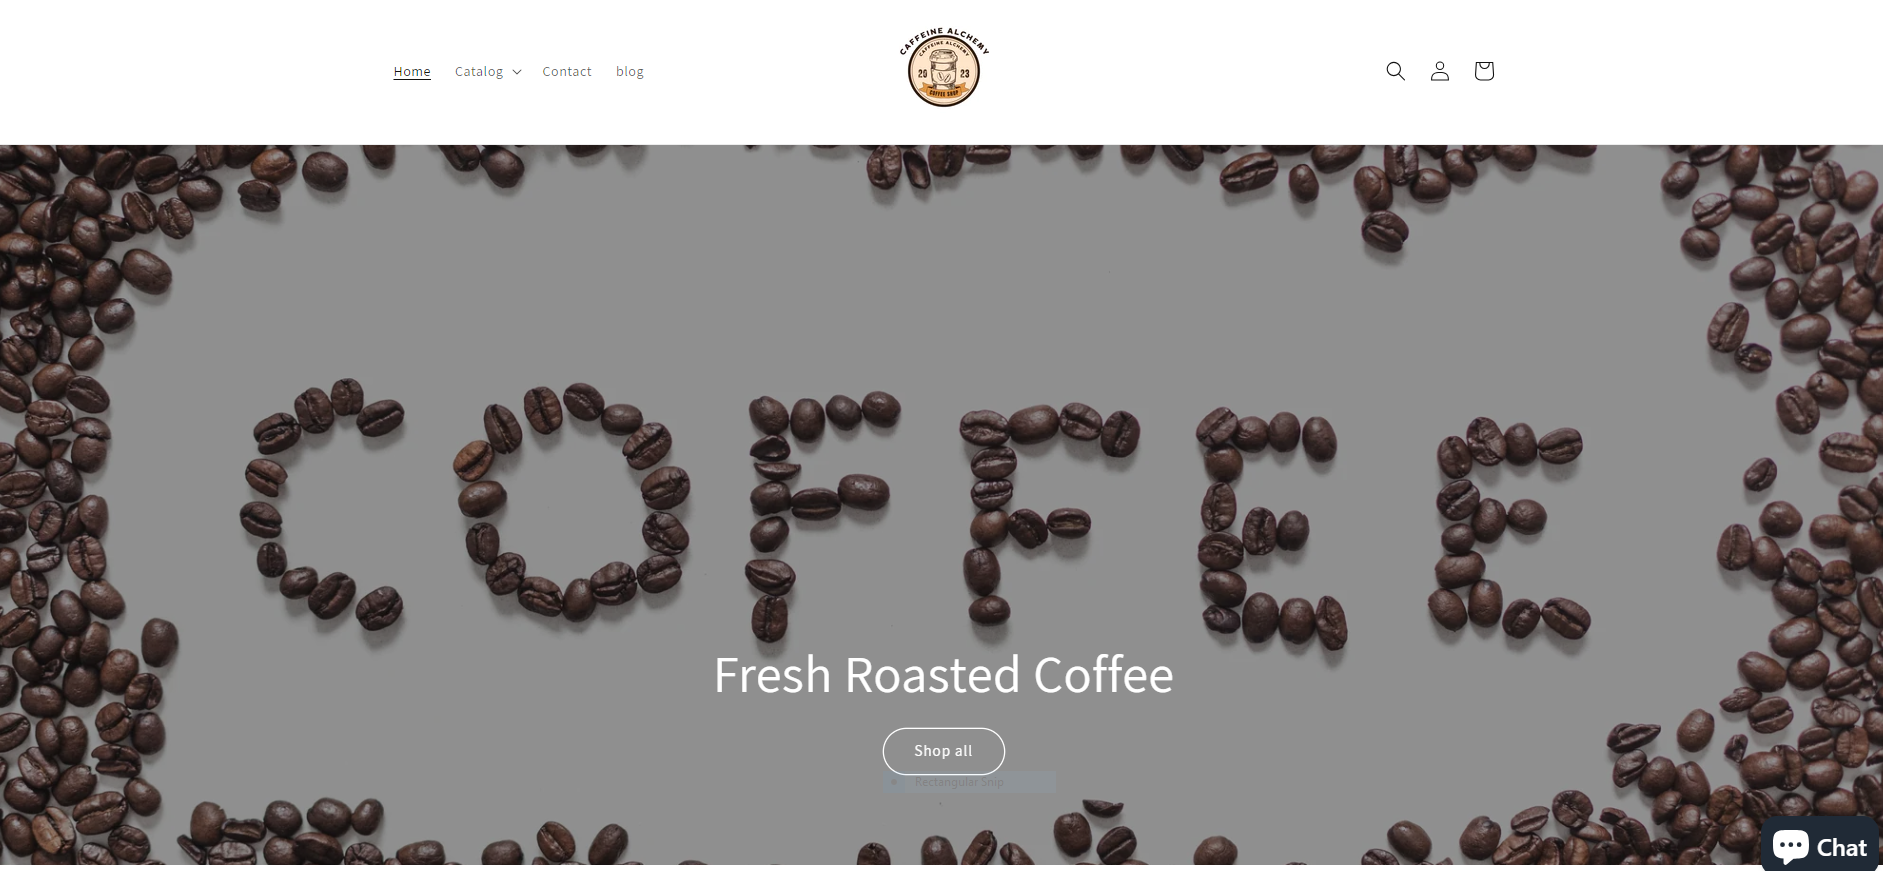 Home Catalog Contact blog
CAFFEINE ALCHEMY
CAFFEINE ALCHEMY
20 23
COFFEE SHOP
COFFEE
Fresh Roasted Coffee
Shop all
Rectangular Snip
Chat